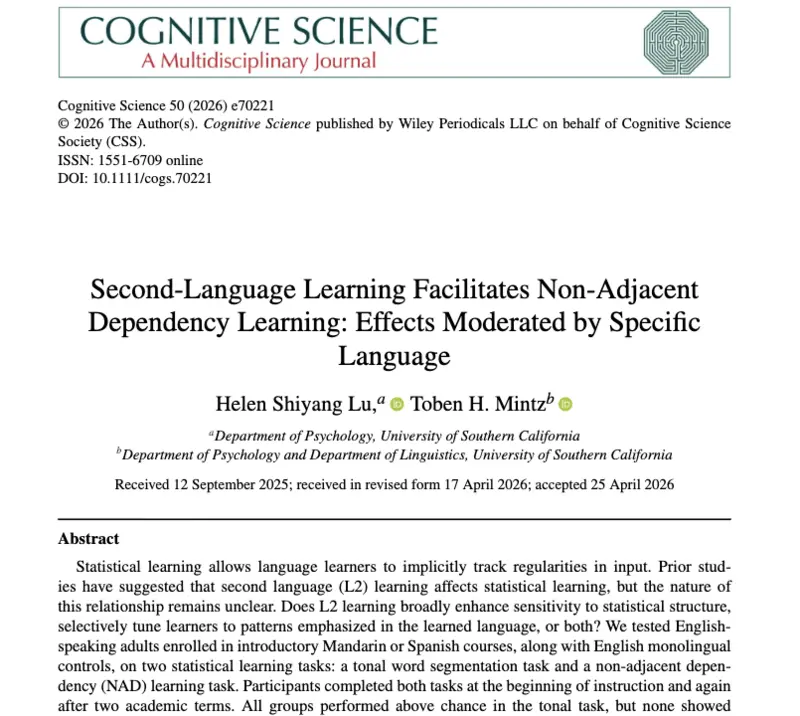 COGNITIVE SCIENCE
A Multidisciplinary Journal
Cognitive Science 50 (2026) e70221
© 2026 The Author(s). Cognitive Science published by Wiley Periodicals LLC on behalf of Cognitive Science
Society (CSS).
ISSN: 1551-6709 online
DOI: 10.1111/cogs.70221
Second-Language Learning Facilitates Non-Adjacent
Dependency Learning: Effects Moderated by Specific
Language
Helen Shiyang Lu,a iD Toben H. Mintzb iD
aDepartment of Psychology, University of Southern California
bDepartment of Psychology and Department of Linguistics, University of Southern California
Received 12 September 2025; received in revised form 17 April 2026; accepted 25 April 2026
Abstract
Statistical learning allows language learners to implicitly track regularities in input. Prior stud-
ies have suggested that second language (L2) learning affects statistical learning, but the nature of
this relationship remains unclear. Does L2 learning broadly enhance sensitivity to statistical structure,
selectively tune learners to patterns emphasized in the learned language, or both? We tested English-
speaking adults enrolled in introductory Mandarin or Spanish courses, along with English monolingual
controls, on two statistical learning tasks: a tonal word segmentation task and a non-adjacent depen-
dency (NAD) learning task. Participants completed both tasks at the beginning of instruction and again
after two academic terms. All groups performed above chance in the tonal task, but none showed